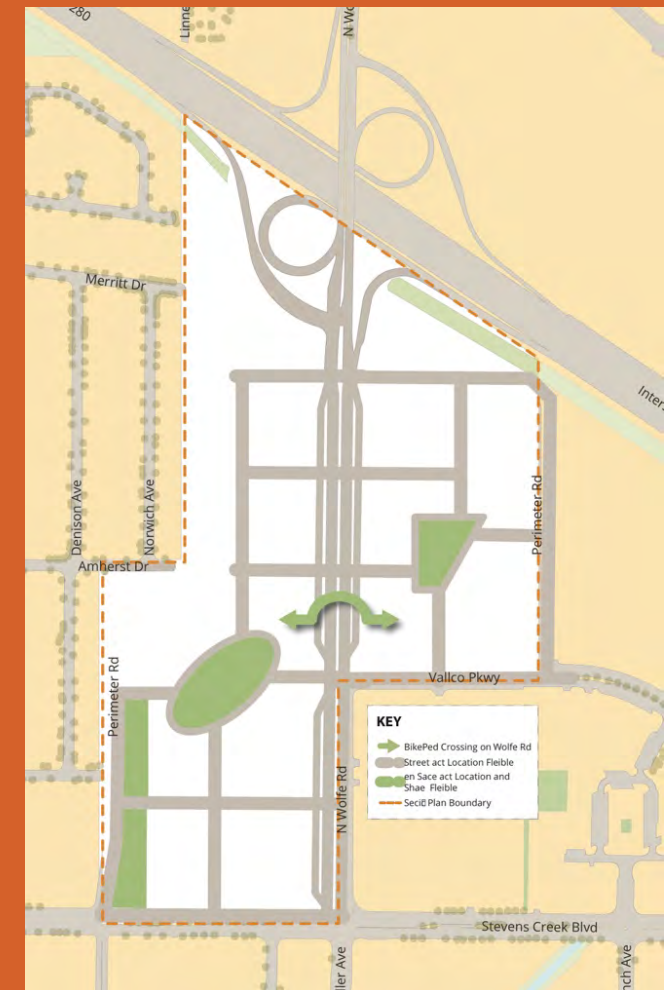 280
Linne
N Wo
Merritt Dr
Inter
Denison Ave
Norwich Ave
Perimeter Rd
Amherst Dr
Perimeter Rd
Vallco Pkwy
KEY
BikePed Crossing on Wolfe Rd
Street act Location Fleible
en Sace act Location and
Shae Fleible
Plan Boundary
N Wolfe Rd
Stevens Creek Blvd
ller Ave
nch Ave